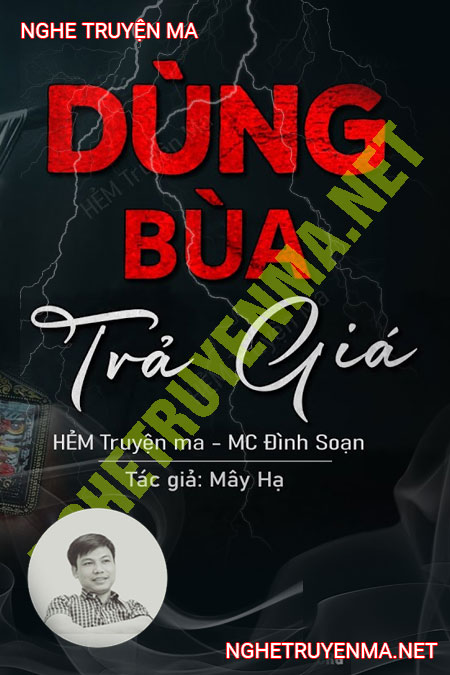 NGHE TRUYỆN MA
DÙNG
BÙA
Trả Giá
HẺM Truyện ma - MC Đình Soạn
Tác giả: Mây Hạ
NGHETRUYENMA.NET
NGHETRUYENMA.NET